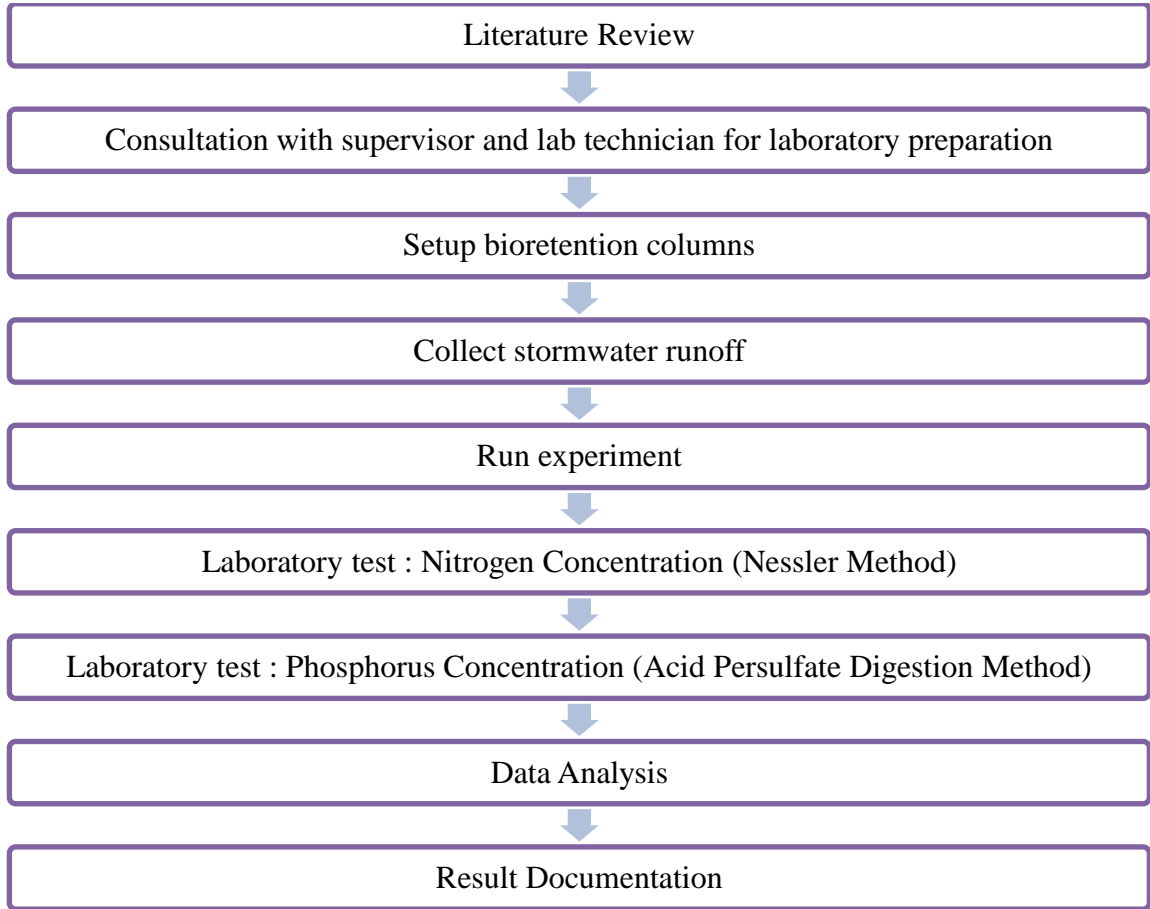 Literature Review
Consultation with supervisor and lab technician for laboratory preparation
Setup bioretention columns
Collect stormwater runoff
Run experiment
Laboratory test : Nitrogen Concentration (Nessler Method)
Laboratory test : Phosphorus Concentration (Acid Persulfate Digestion Method)
Data Analysis
Result Documentation